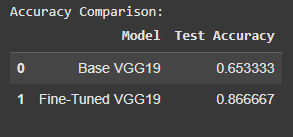 Accuracy Comparison:
Model Test Accuracy
0 Base VGG19 0.653333
1 Fine-Tuned VGG19 0.866667